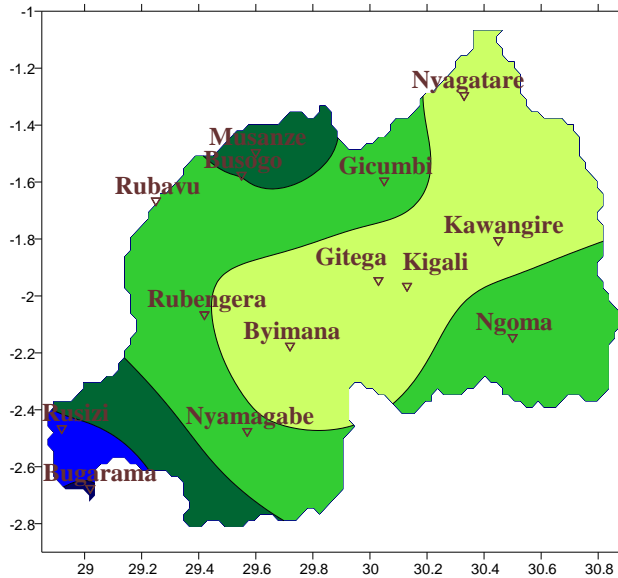 -1
-1.2
-1.4
-1.6
-1.8
-2
-2.2
-2.4
-2.6
-2.8
Nyagatare
Musanze
Busogo
Gicumbi
Rubavu
Kawangire
Gitega
Kigali
Rubengera
Ngoma
Byimana
Kusizi
Nyamagabe
Bugarama
29 29.2 29.4 29.6 29.8 30 30.2 30.4 30.6 30.8